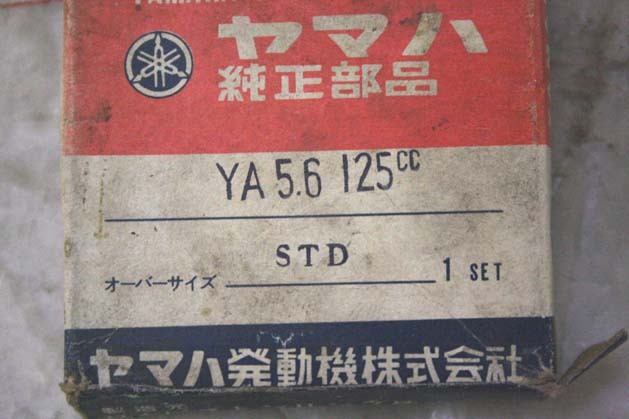 ヤマハ
純正部品
YA 5.6 125cc
STD
オーバーサイズ 1 SET
ヤマハ発動機株式会社